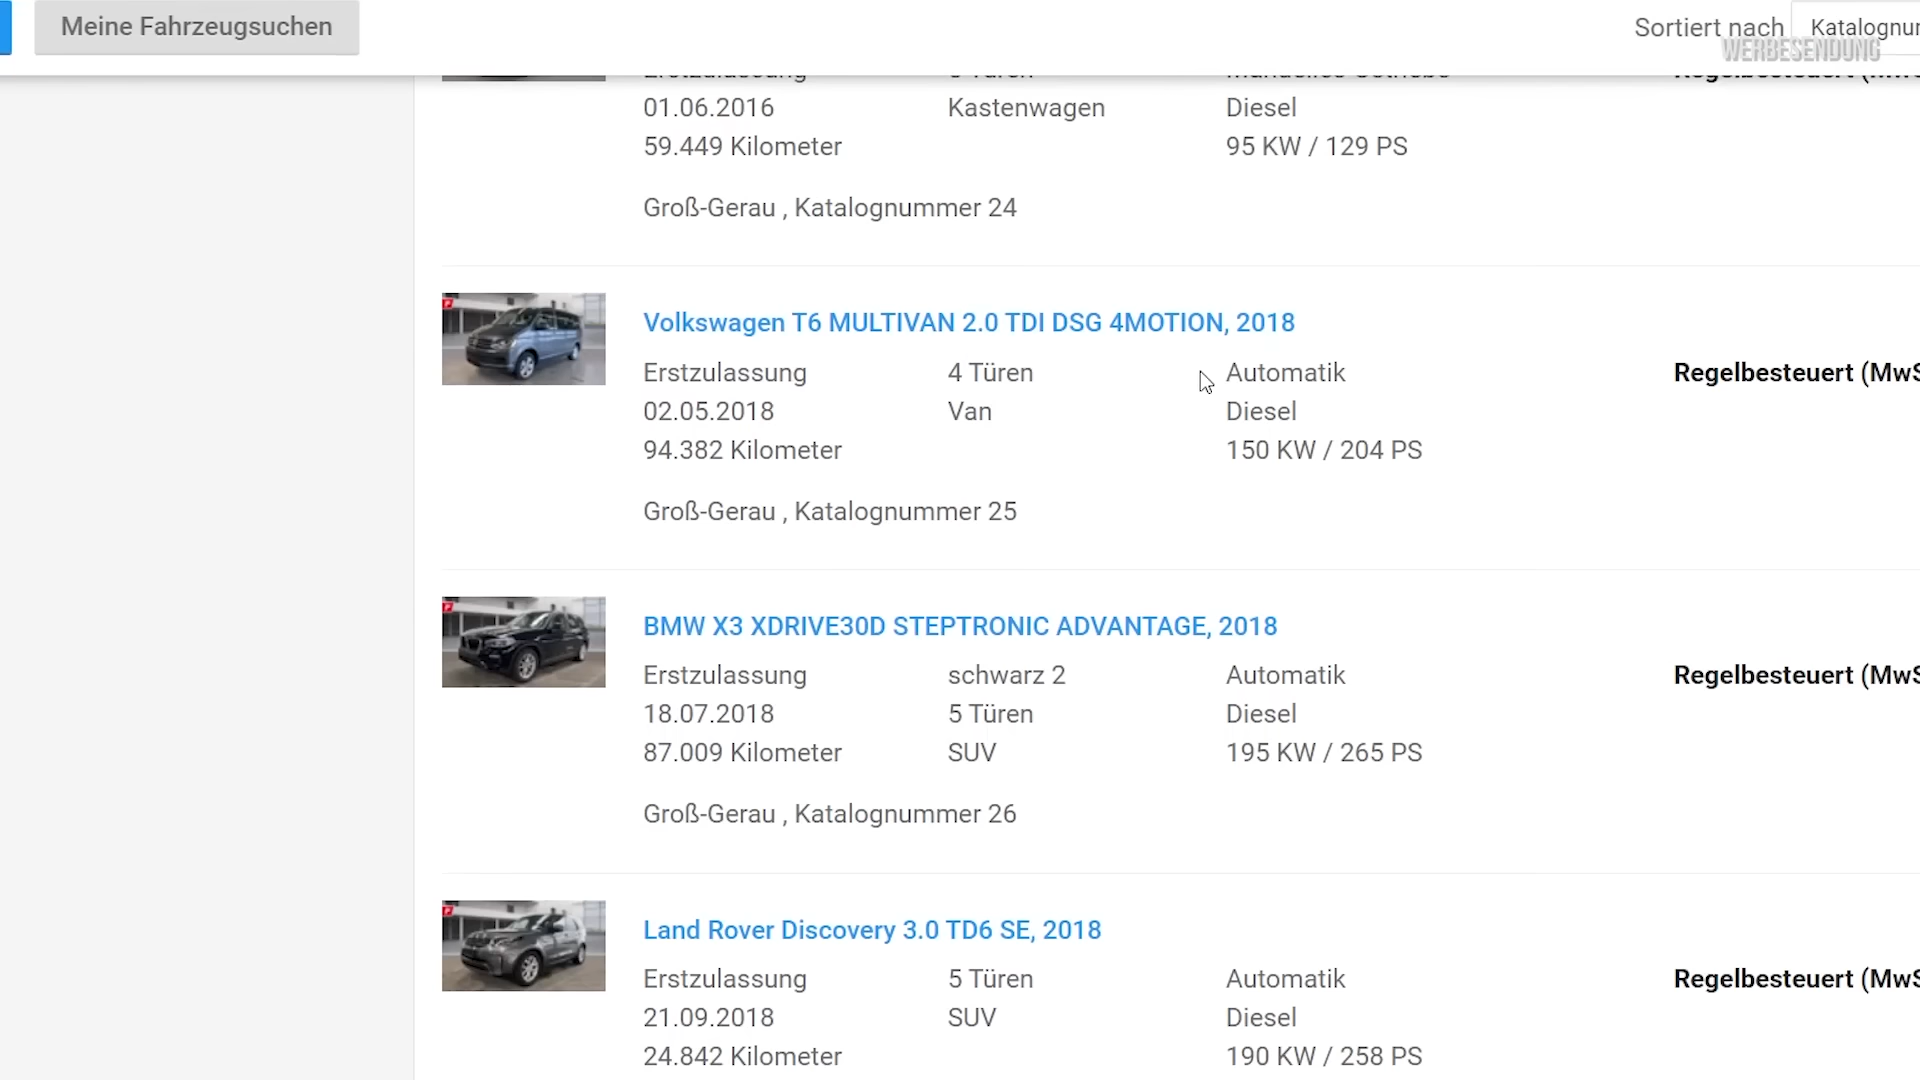 Meine Fahrzeugsuchen
Sortiert nach
WERBESENDUNG
01.06.2016 Kastenwagen Diesel
59.449 Kilometer 95 KW / 129 PS
Groß-Gerau , Katalognummer 24
Volkswagen T6 MULTIVAN 2.0 TDI DSG 4MOTION, 2018
Erstzulassung 4 Türen Automatik Regelbesteuert
02.05.2018 Van Diesel
94.382 Kilometer 150 KW / 204 PS
Groß-Gerau , Katalognummer 25
BMW X3 XDRIVE30D STEPTRONIC ADVANTAGE, 2018
Erstzulassung schwarz 2 Automatik Regelbesteuert
18.07.2018 5 Türen Diesel
87.009 Kilometer SUV 195 KW / 265 PS
Groß-Gerau , Katalognummer 26
Land Rover Discovery 3.0 TD6 SE, 2018
Erstzulassung 5 Türen Automatik Regelbesteuert
21.09.2018 SUV Diesel
24.842 Kilometer 190 KW / 258 PS